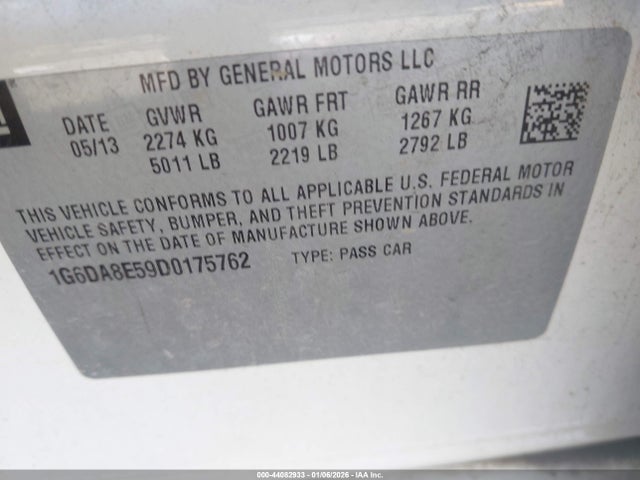 MFD BY GENERAL MOTORS LLC
DATE GVWR GAWR FRT GAWR RR
05/13 2274 KG 1007 KG 1267 KG
5011 LB 2219 LB 2792 LB
THIS VEHICLE CONFORMS TO ALL APPLICABLE U.S. FEDERAL MOTOR
VEHICLE SAFETY, BUMPER, AND THEFT PREVENTION STANDARDS IN
EFFECT ON THE DATE OF MANUFACTURE SHOWN ABOVE.
1G6DA8E59D0175762 TYPE: PASS CAR
000-44082933 - 01/06/2026 - IAA Inc.